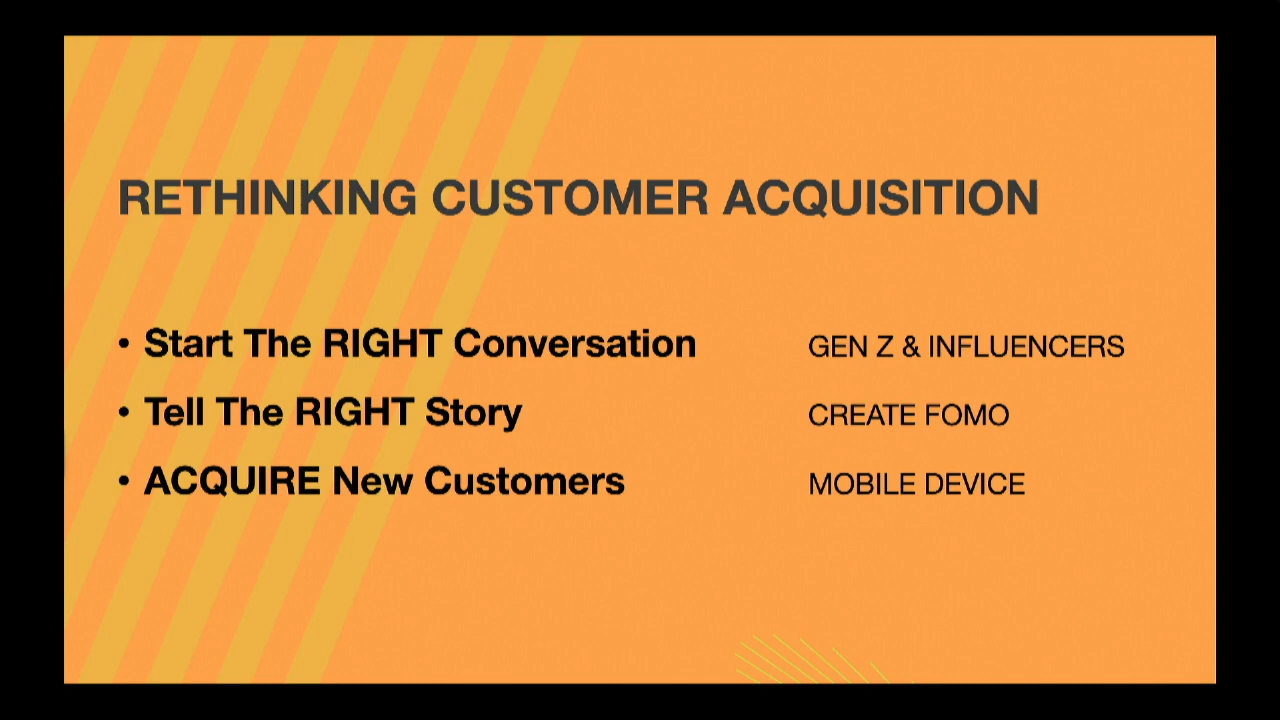 RETHINKING CUSTOMER ACQUISITION
• Start The RIGHT Conversation GEN Z & INFLUENCERS
• Tell The RIGHT Story CREATE FOMO
• ACQUIRE New Customers MOBILE DEVICE